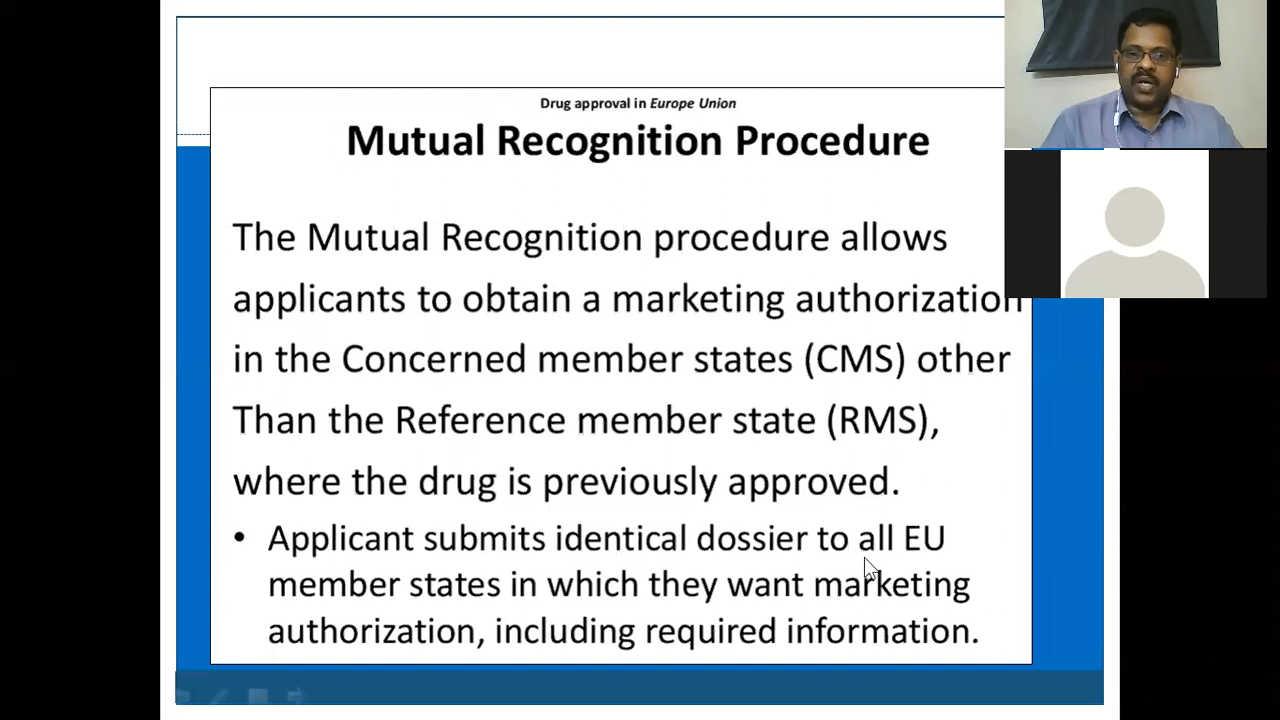 Drug approval in Europe Union
Mutual Recognition Procedure
The Mutual Recognition procedure allows
applicants to obtain a marketing authorization
in the Concerned member states (CMS) other
Than the Reference member state (RMS),
where the drug is previously approved.
• Applicant submits identical dossier to all EU
member states in which they want marketing
authorization, including required information.